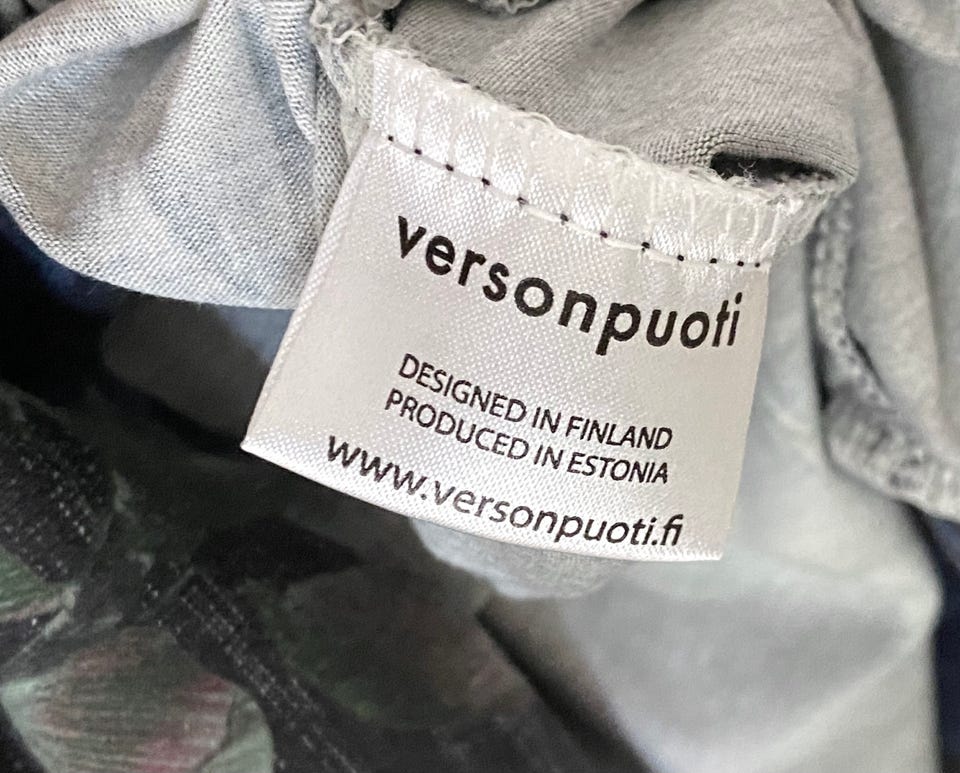 versonpuoti
DESIGNED IN FINLAND
PRODUCED IN ESTONIA
www.versonpuoti.fi